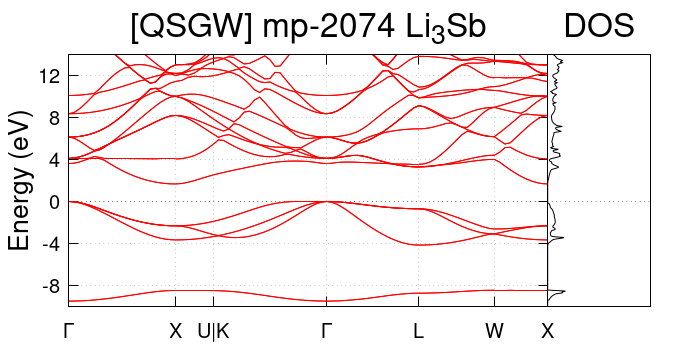 [QSGW] mp-2074 Li₃Sb DOS
Energy (eV)
12
8
4
0
-4
-8
Γ X U|K Γ L W X